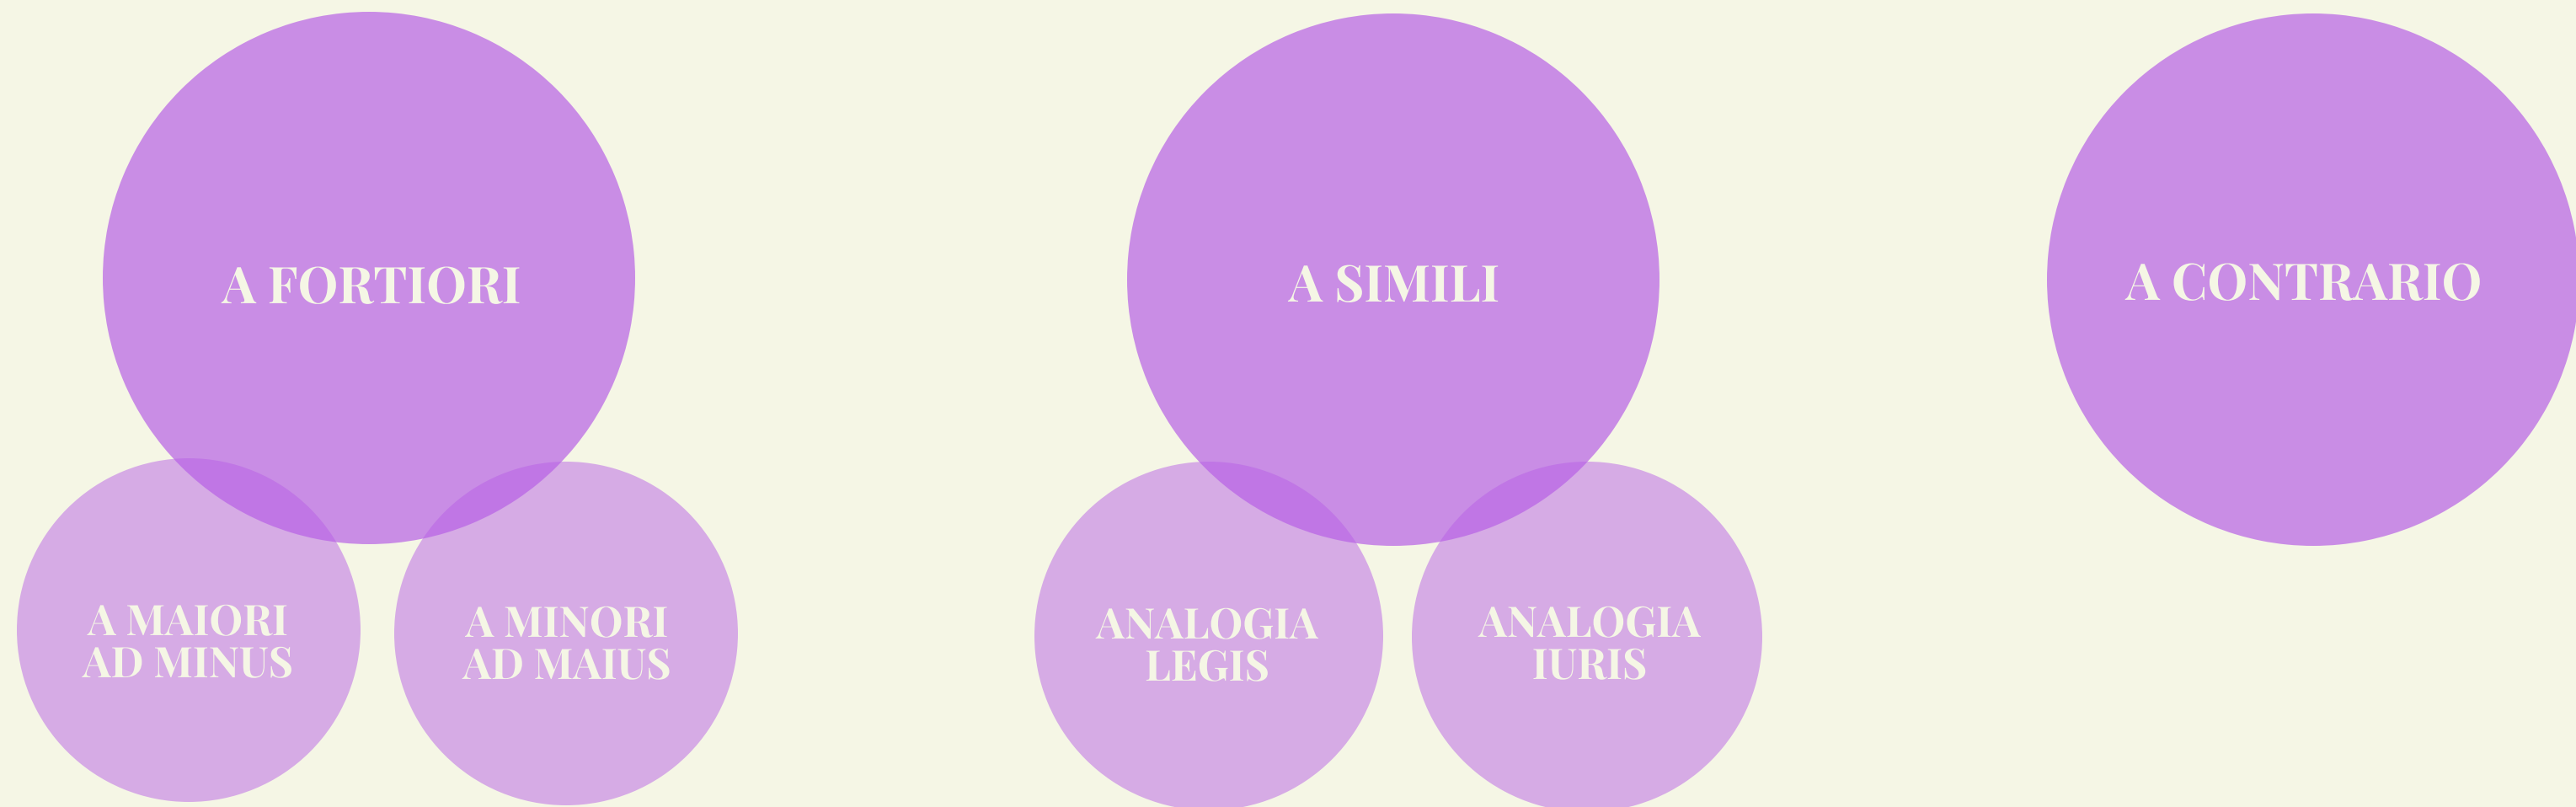 A FORTIORI
A SIMILI
A CONTRARIO
A MAIORI
AD MINUS
A MINORI
AD MAIUS
ANALOGIA
LEGIS
ANALOGIA
IURIS